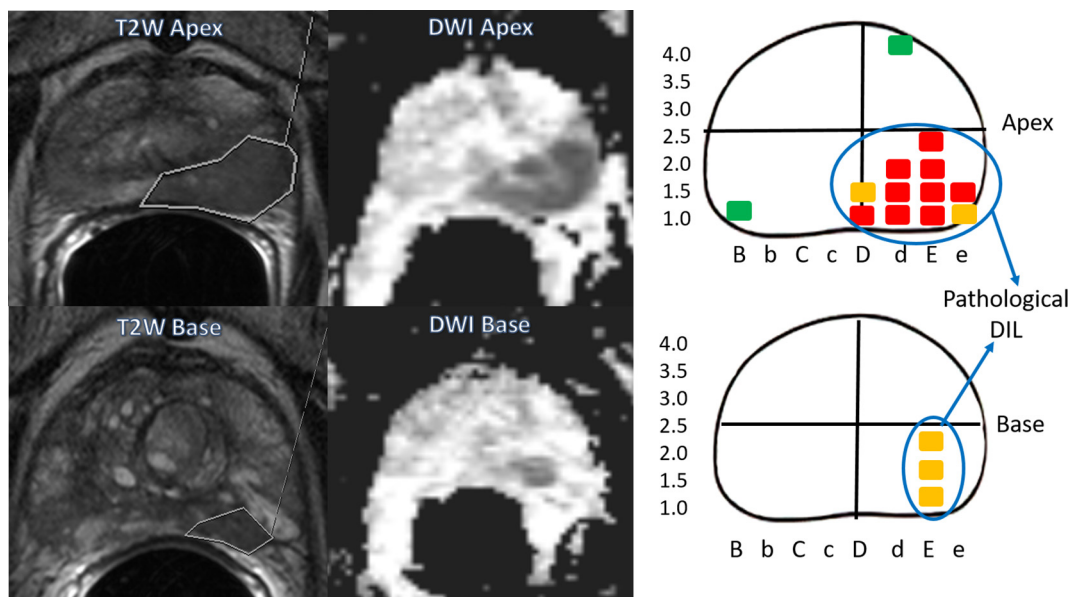 T2W Apex
DWI Apex
4.0
3.5
3.0
2.5
2.0
1.5
1.0
Apex
B b C c D d E e
Pathological
DIL
T2W Base
DWI Base
4.0
3.5
3.0
2.5
2.0
1.5
1.0
Base
B b C c D d E e